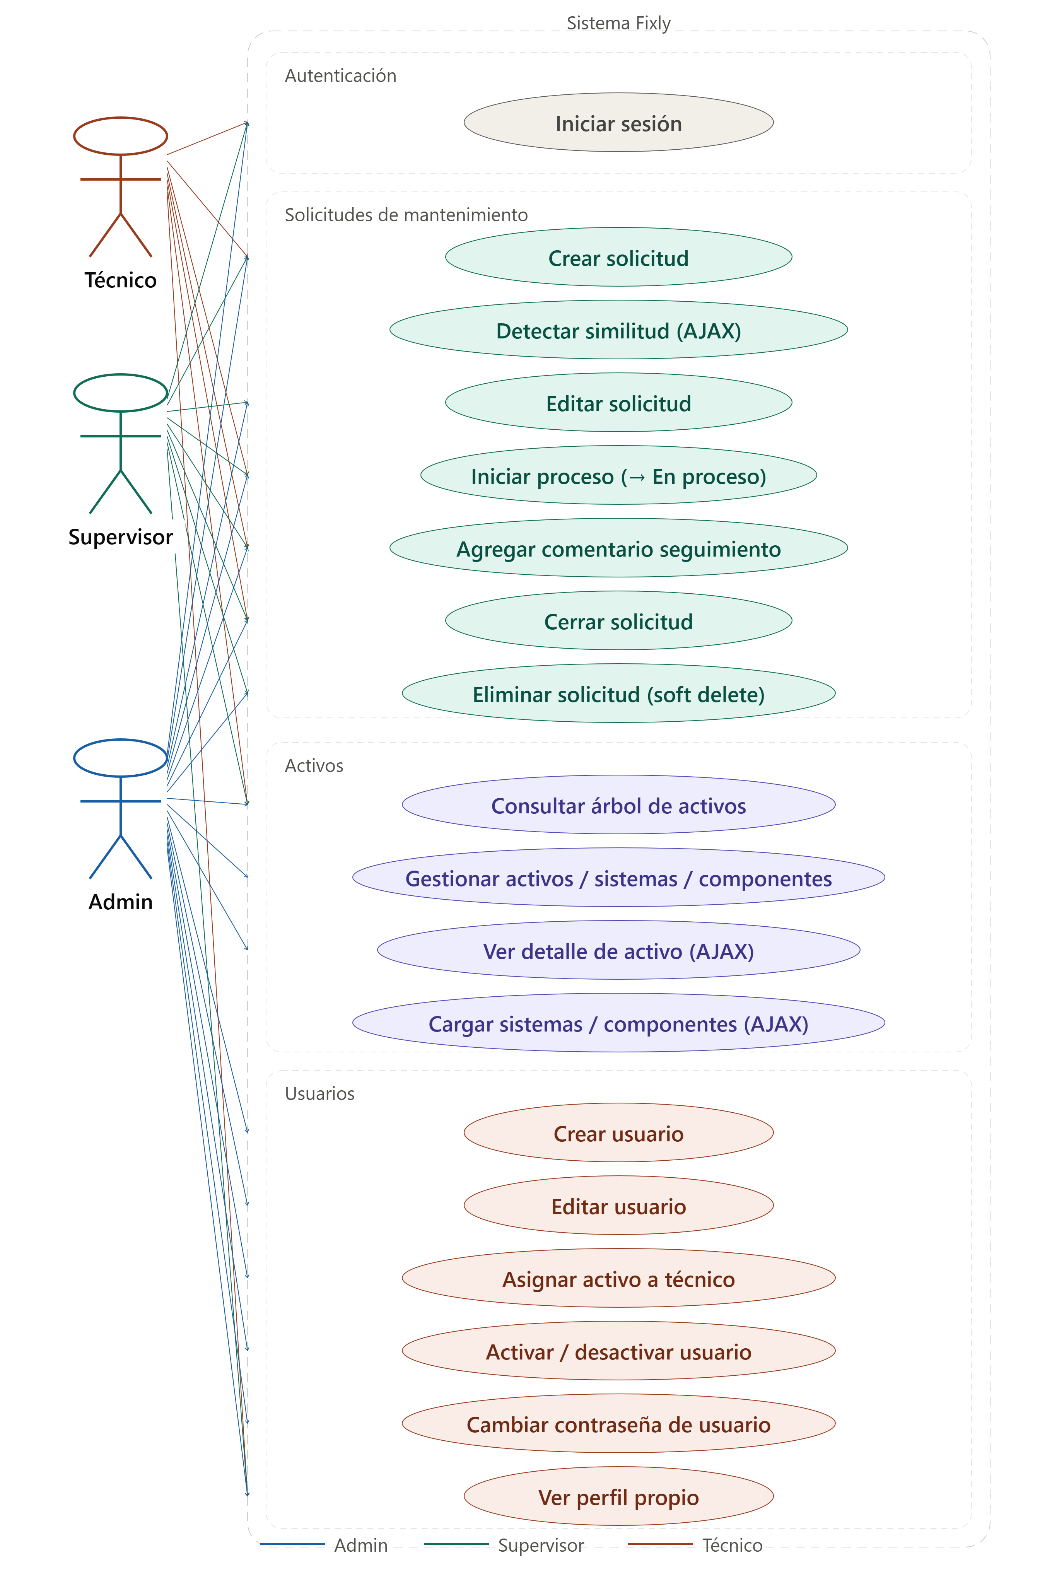 Sistema Fixly
Autenticación
Iniciar sesión
Técnico
Solicitudes de mantenimiento
Crear solicitud
Detectar similitud (AJAX)
Editar solicitud
Iniciar proceso (→ En proceso)
Agregar comentario seguimiento
Cerrar solicitud
Eliminar solicitud (soft delete)
Supervisor
Activos
Consultar árbol de activos
Gestionar activos / sistemas / componentes
Ver detalle de activo (AJAX)
Cargar sistemas / componentes (AJAX)
Admin
Usuarios
Crear usuario
Editar usuario
Asignar activo a técnico
Activar / desactivar usuario
Cambiar contraseña de usuario
Ver perfil propio
Admin Supervisor Técnico